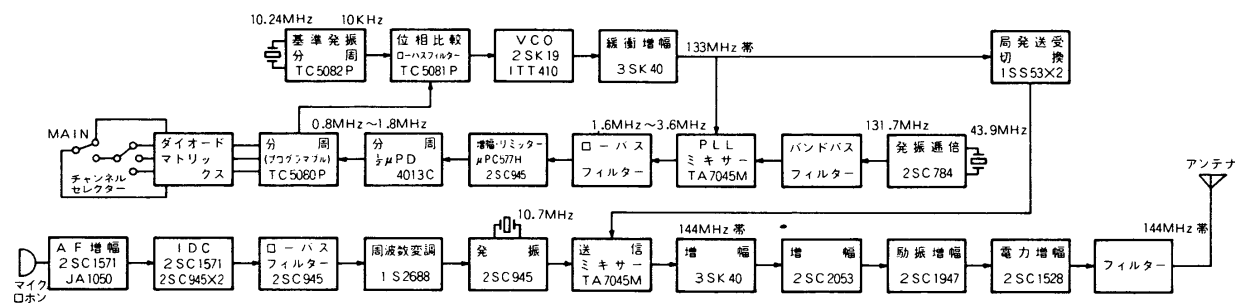 10.24MHz
10KHz
基準発振
分周
TC5082P
位相比較
ローパスフィルター
TC5081P
VCO
2SK19
ITT410
緩衝増幅
3SK40
133MHz帯
局発送受
切換
1SS53X2
MAIN
チャンネル
セレクター
ダイオード
マトリッ
クス
0.8MHz～1.8MHz
分周
(プログラマブル)
TC5080P
分周
½μPD
4013C
増幅・リミッター
μPC577H
2SC945
1.6MHz～3.6MHz
ローパス
フィルター
PLL
ミキサー
TA7045M
バンドパス
フィルター
131.7MHz
43.9MHz
発振逓倍
2SC784
アンテナ
マイク
ロホン
AF増幅
2SC1571
JA1050
IDC
2SC1571
2SC945X2
ローパス
フィルター
2SC945
周波数変調
1S2688
10.7MHz
発振
2SC945
送信
ミキサー
TA7045M
144MHz帯
増幅
3SK40
増幅
2SC2053
励振増幅
2SC1947
電力増幅
2SC1528
フィルター
144MHz帯